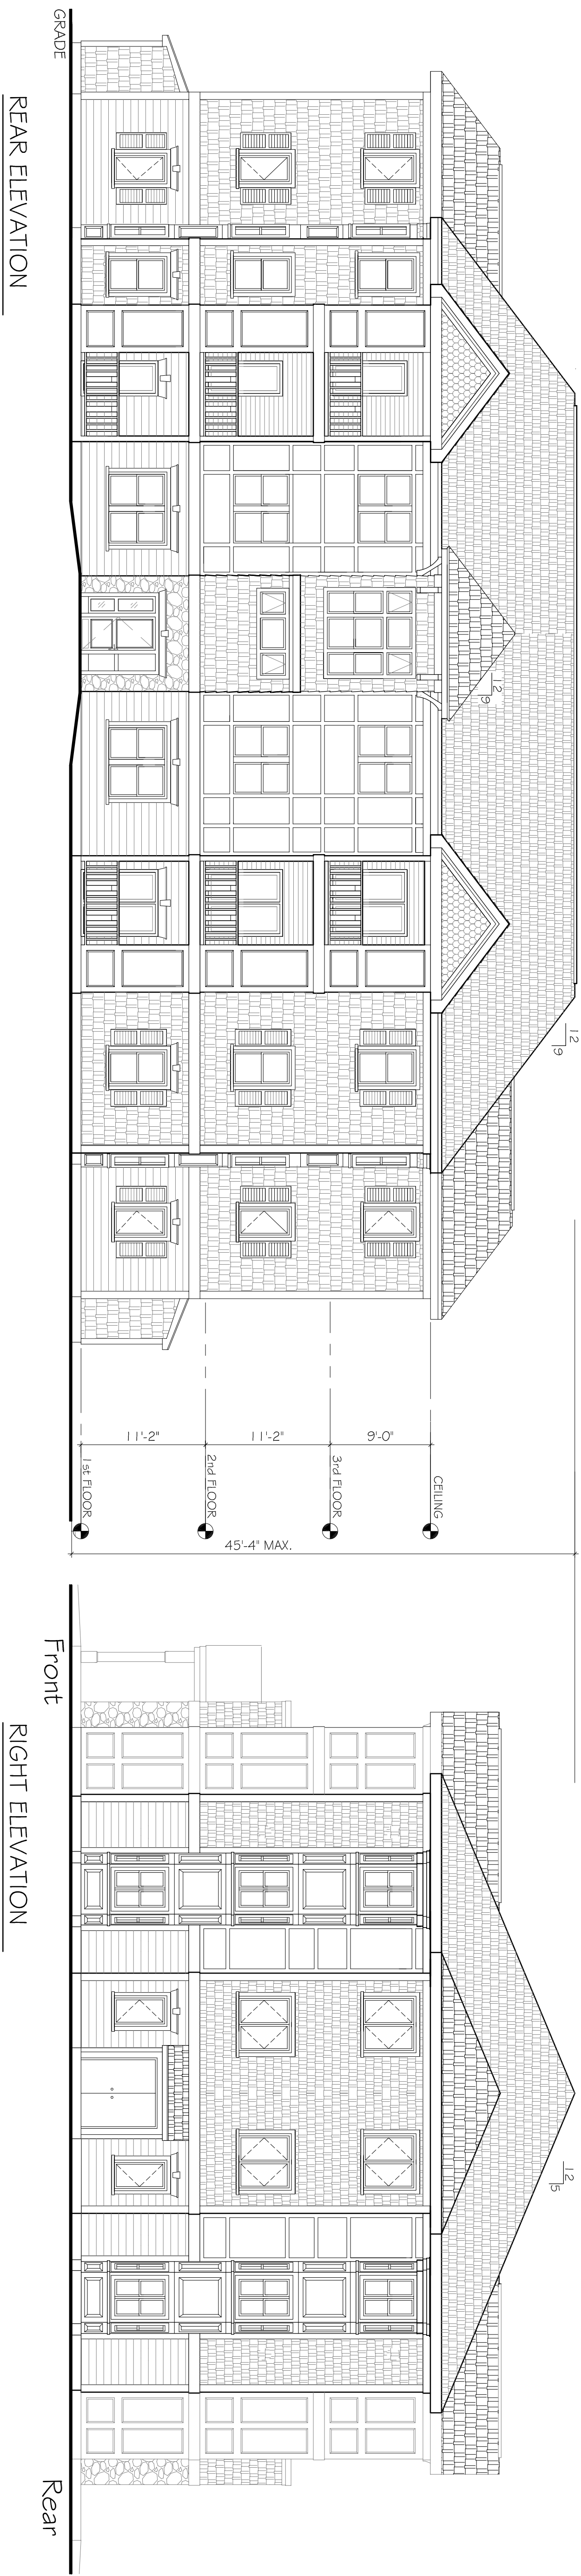 12
9
12
9
CEILING
9'-0"
3rd FLOOR
11'-2"
2nd FLOOR
11'-2"
1st FLOOR
45'-4" MAX.
GRADE
REAR ELEVATION
12
5
Front
Rear
RIGHT ELEVATION